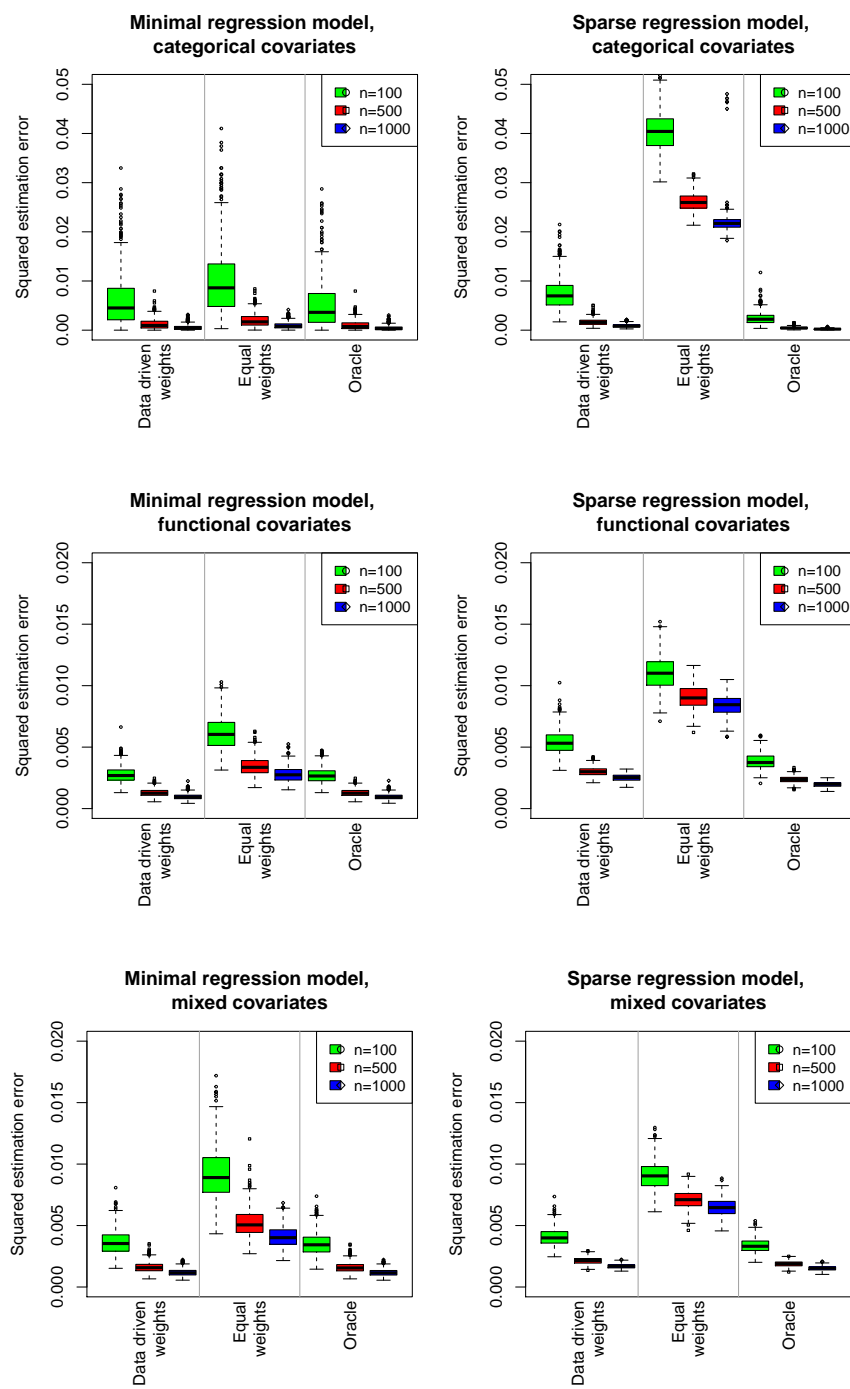 Minimal regression model,
categorical covariates
Squared estimation error
0.00
0.01
0.02
0.03
0.04
0.05
n=100
n=500
n=1000
Data driven
weights
Equal
weights
Oracle
Sparse regression model,
categorical covariates
Squared estimation error
0.00
0.01
0.02
0.03
0.04
0.05
n=100
n=500
n=1000
Data driven
weights
Equal
weights
Oracle
Minimal regression model,
functional covariates
Squared estimation error
0.000
0.005
0.010
0.015
0.020
n=100
n=500
n=1000
Data driven
weights
Equal
weights
Oracle
Sparse regression model,
functional covariates
Squared estimation error
0.000
0.005
0.010
0.015
0.020
n=100
n=500
n=1000
Data driven
weights
Equal
weights
Oracle
Minimal regression model,
mixed covariates
Squared estimation error
0.000
0.005
0.010
0.015
0.020
n=100
n=500
n=1000
Data driven
weights
Equal
weights
Oracle
Sparse regression model,
mixed covariates
Squared estimation error
0.000
0.005
0.010
0.015
0.020
n=100
n=500
n=1000
Data driven
weights
Equal
weights
Oracle